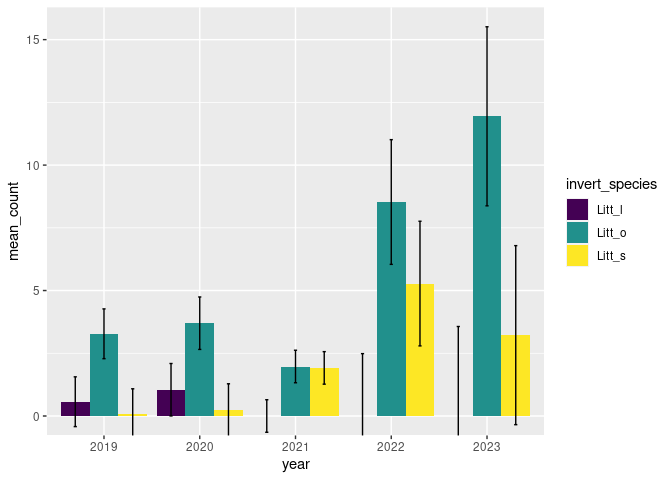 mean_count
15
10
5
0
2019 2020 2021 2022 2023
year
invert_species
Litt_l
Litt_o
Litt_s